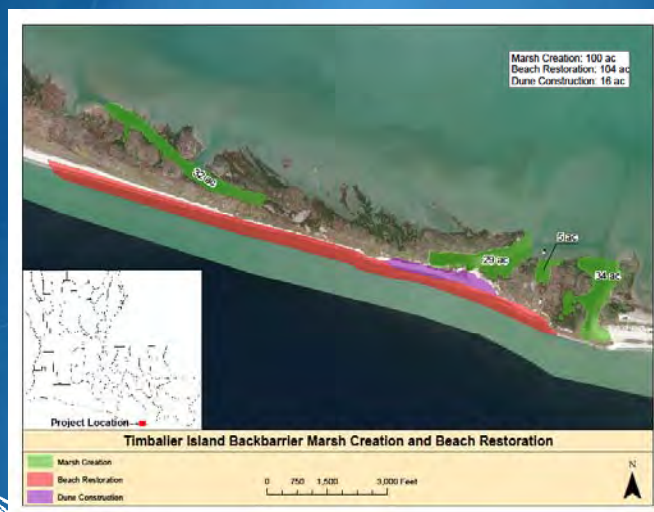 Marsh Creation: 100 ac
Beach Restoration: 104 ac
Dune Construction: 16 ac
32 ac
5 ac
29 ac
34 ac
Project Location
Timbalier Island Backbarrier Marsh Creation and Beach Restoration
Marsh Creation
Beach Restoration
Dune Construction
0 750 1,500 3,000 Feet
N